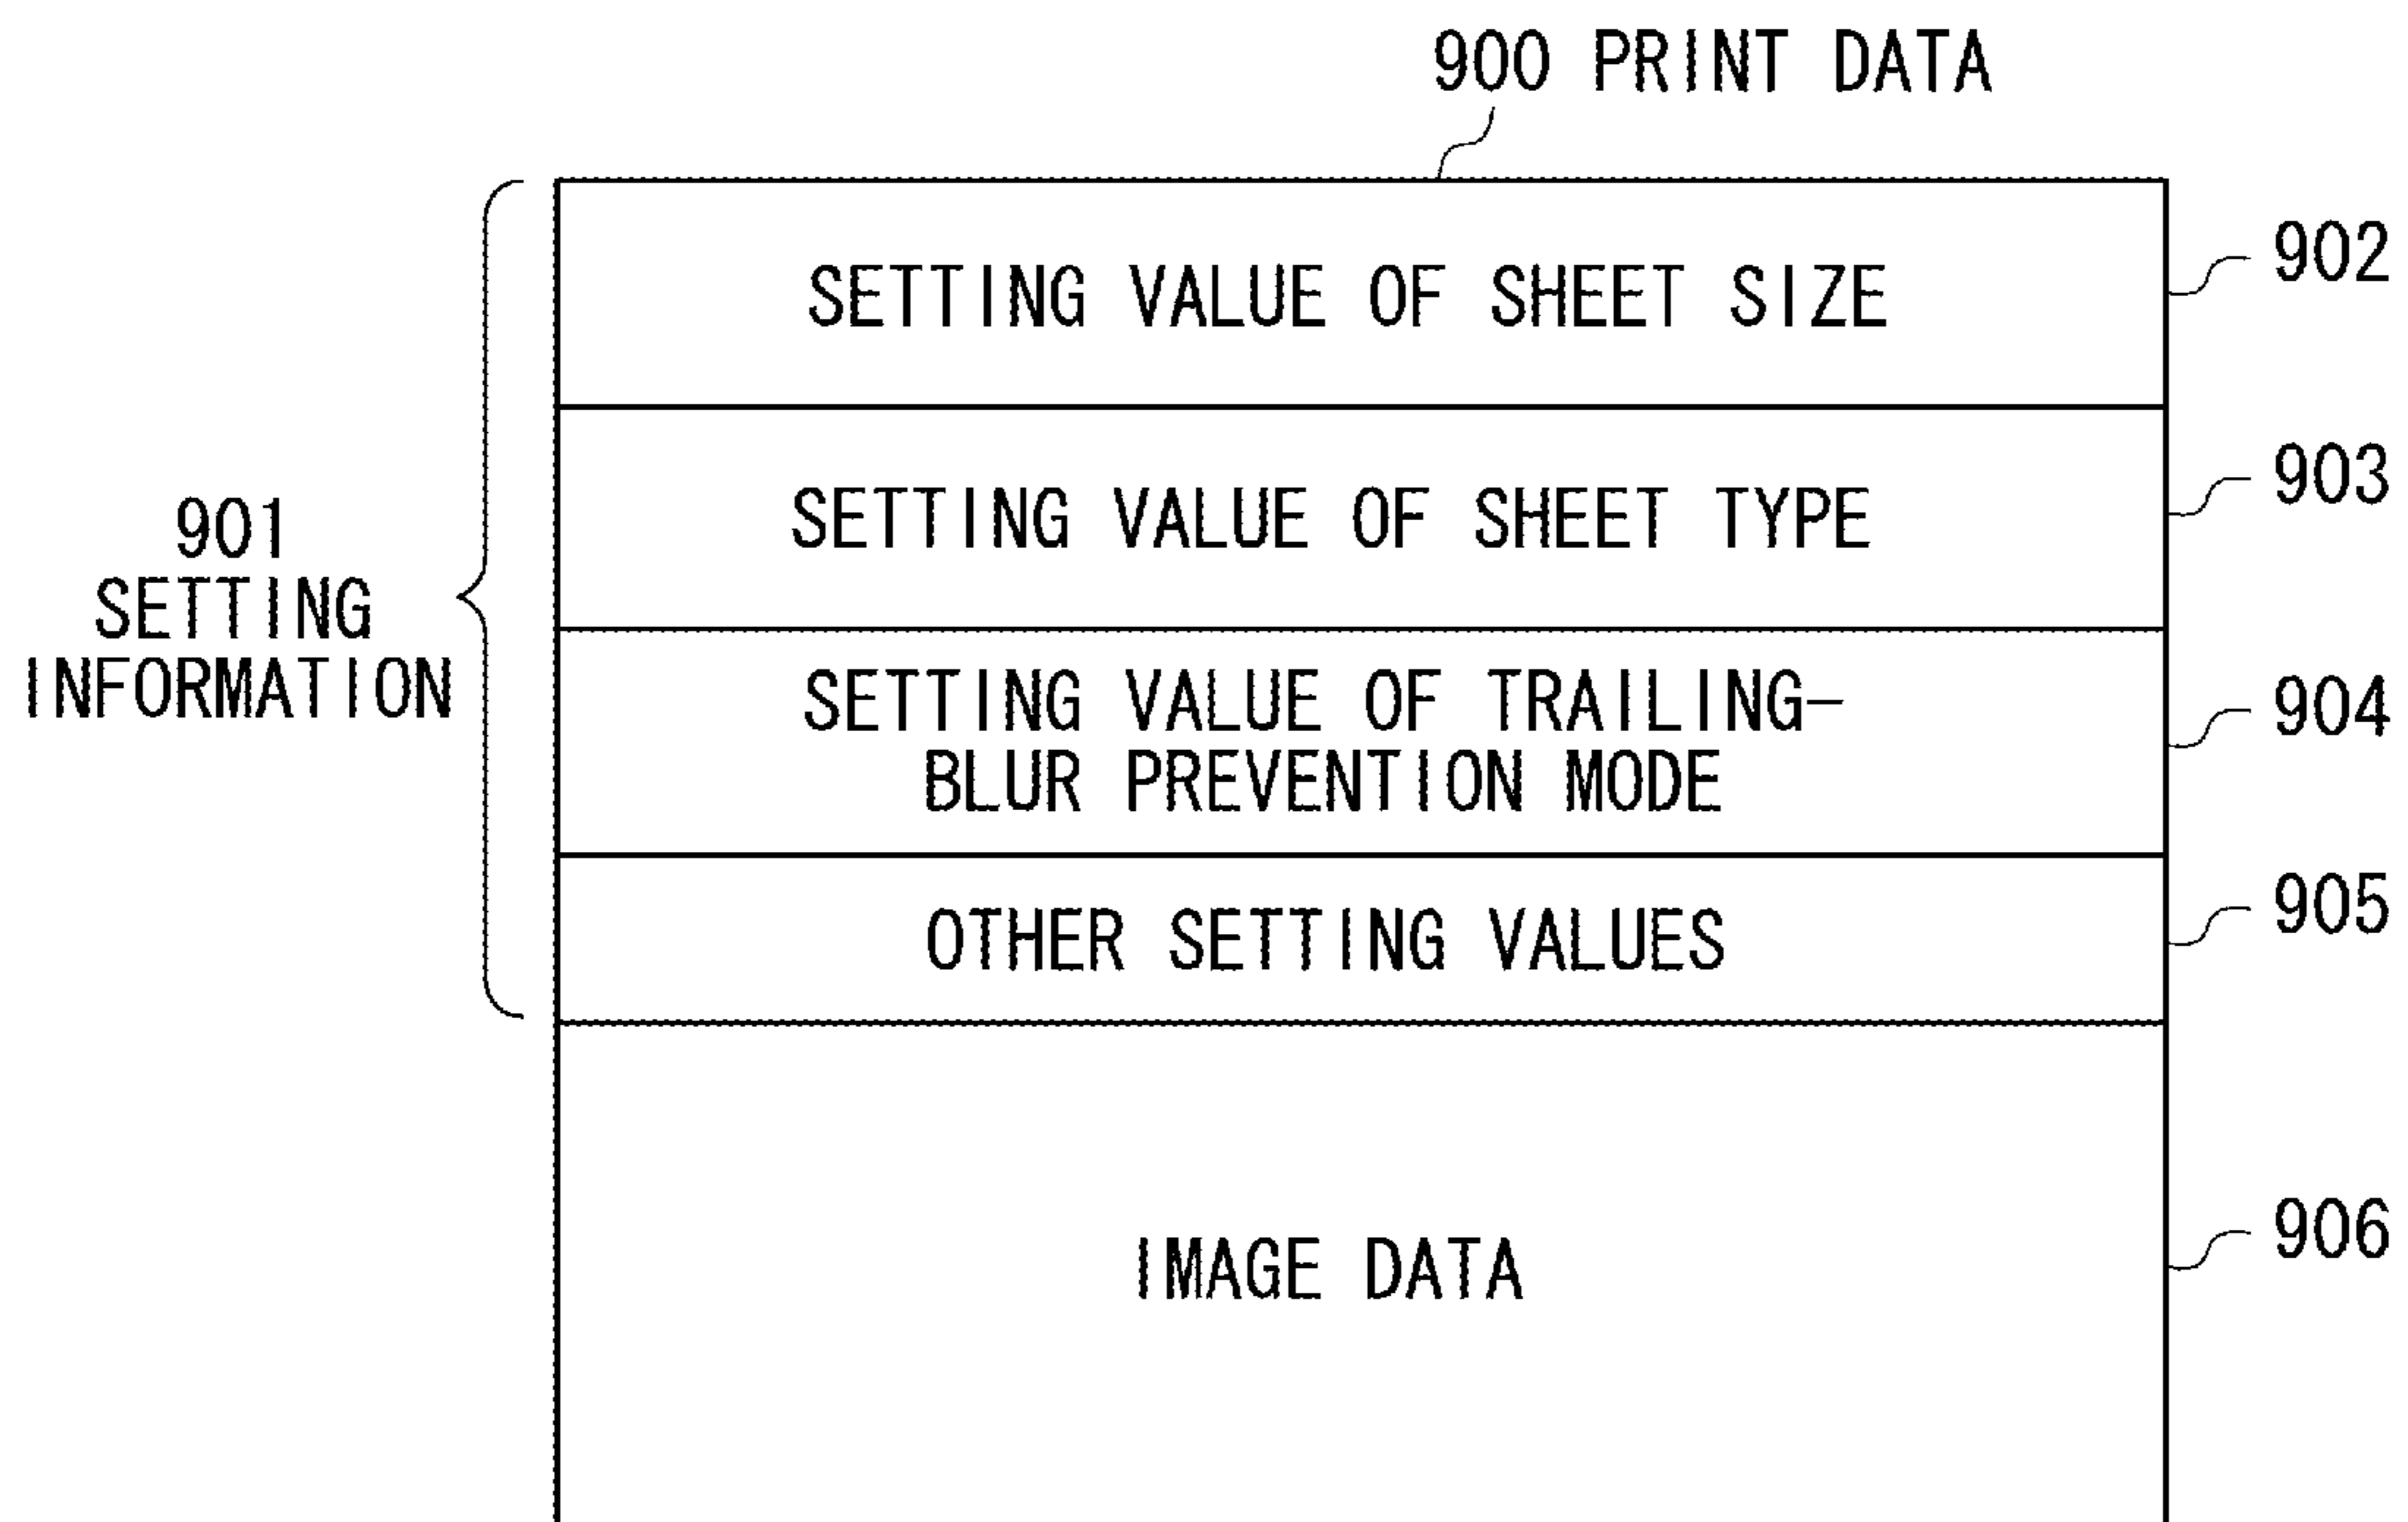 900 PRINT DATA
SETTING VALUE OF SHEET SIZE
902
SETTING VALUE OF SHEET TYPE
903
901
SETTING
INFORMATION
SETTING VALUE OF TRAILING-
BLUR PREVENTION MODE
904
OTHER SETTING VALUES
905
IMAGE DATA
906